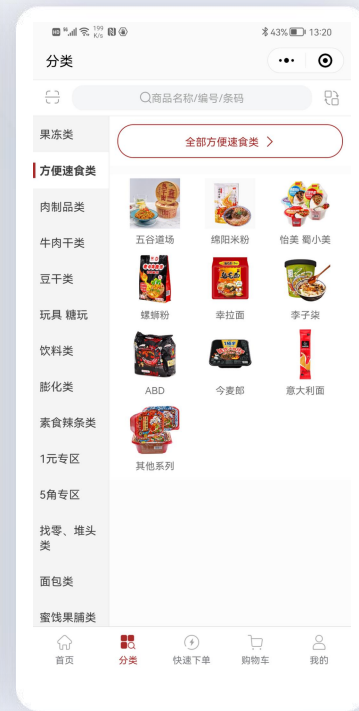 199
K/s
43%
13:20
分类
商品名称/编号/条码
果冻类
全部方便速食类
方便速食类
肉制品类
五谷道场
绵阳米粉
怡美 蜀小美
牛肉干类
豆干类
螺蛳粉
幸拉面
李子柒
玩具 糖玩
饮料类
膨化类
ABD
今麦郎
意大利面
素食辣条类
1元专区
其他系列
5角专区
找零、堆头
类
面包类
蜜饯果脯类
首页
分类
快速下单
购物车
我的